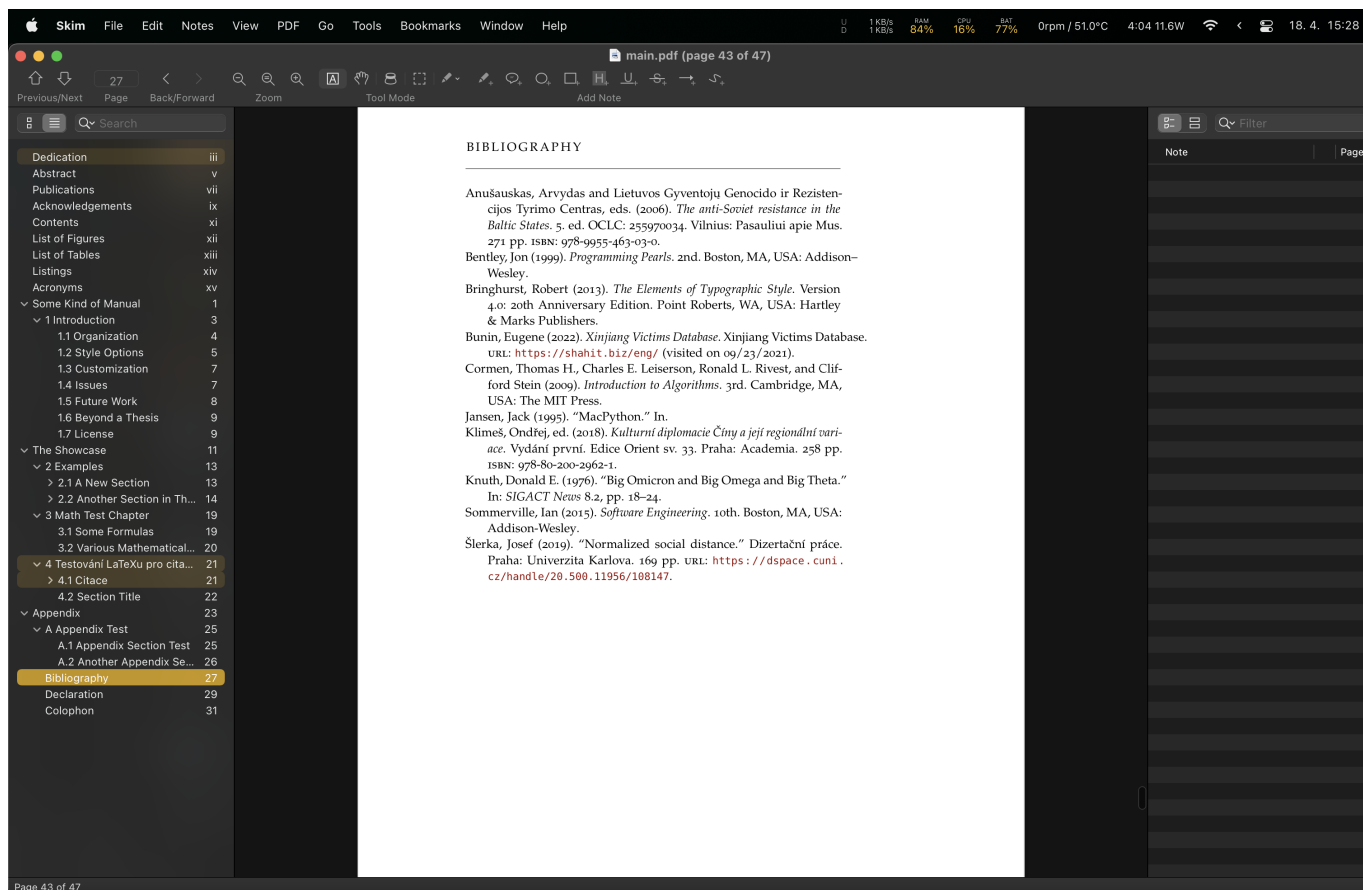 Skim File Edit Notes View PDF Go Tools Bookmarks Window Help
U 1 KB/s RAM CPU BAT
D 1 KB/s 84% 16% 77% 0rpm / 51.0°C 4:04 11.6W 18. 4. 15:28
main.pdf (page 43 of 47)
27
Previous/Next Page Back/Forward Zoom Tool Mode Add Note
Search
Dedication iii
Abstract v
Publications vii
Acknowledgements ix
Contents xi
List of Figures xii
List of Tables xiii
Listings xiv
Acronyms xv
Some Kind of Manual 1
1 Introduction 3
1.1 Organization 4
1.2 Style Options 5
1.3 Customization 7
1.4 Issues 7
1.5 Future Work 8
1.6 Beyond a Thesis 9
1.7 License 9
The Showcase 11
2 Examples 13
2.1 A New Section 13
2.2 Another Section in Th... 14
3 Math Test Chapter 19
3.1 Some Formulas 19
3.2 Various Mathematical... 20
4 Testování LaTeXu pro cita... 21
4.1 Citace 21
4.2 Section Title 22
Appendix 23
A Appendix Test 25
A.1 Appendix Section Test 25
A.2 Another Appendix Se... 26
Bibliography 27
Declaration 29
Colophon 31
BIBLIOGRAPHY
Anušauskas, Arvydas and Lietuvos Gyventojų Genocido ir Rezisten-
cijos Tyrimo Centras, eds. (2006). The anti-Soviet resistance in the
Baltic States. 5. ed. OCLC: 255970034. Vilnius: Pasauliui apie Mus.
271 pp. ISBN: 978-9955-463-03-0.
Bentley, Jon (1999). Programming Pearls. 2nd. Boston, MA, USA: Addison–
Wesley.
Bringhurst, Robert (2013). The Elements of Typographic Style. Version
4.0: 20th Anniversary Edition. Point Roberts, WA, USA: Hartley
& Marks Publishers.
Bunin, Eugene (2022). Xinjiang Victims Database. Xinjiang Victims Database.
URL: https://shahit.biz/eng/ (visited on 09/23/2021).
Cormen, Thomas H., Charles E. Leiserson, Ronald L. Rivest, and Clif-
ford Stein (2009). Introduction to Algorithms. 3rd. Cambridge, MA,
USA: The MIT Press.
Jansen, Jack (1995). “MacPython.” In.
Klimeš, Ondřej, ed. (2018). Kulturní diplomacie Číny a její regionální vari-
ace. Vydání první. Edice Orient sv. 33. Praha: Academia. 258 pp.
ISBN: 978-80-200-2962-1.
Knuth, Donald E. (1976). “Big Omicron and Big Omega and Big Theta.”
In: SIGACT News 8.2, pp. 18–24.
Sommerville, Ian (2015). Software Engineering. 10th. Boston, MA, USA:
Addison-Wesley.
Šlerka, Josef (2019). “Normalized social distance.” Dizertační práce.
Praha: Univerzita Karlova. 169 pp. URL: https://dspace.cuni.
cz/handle/20.500.11956/108147.
Filter
Note Page
Page 43 of 47